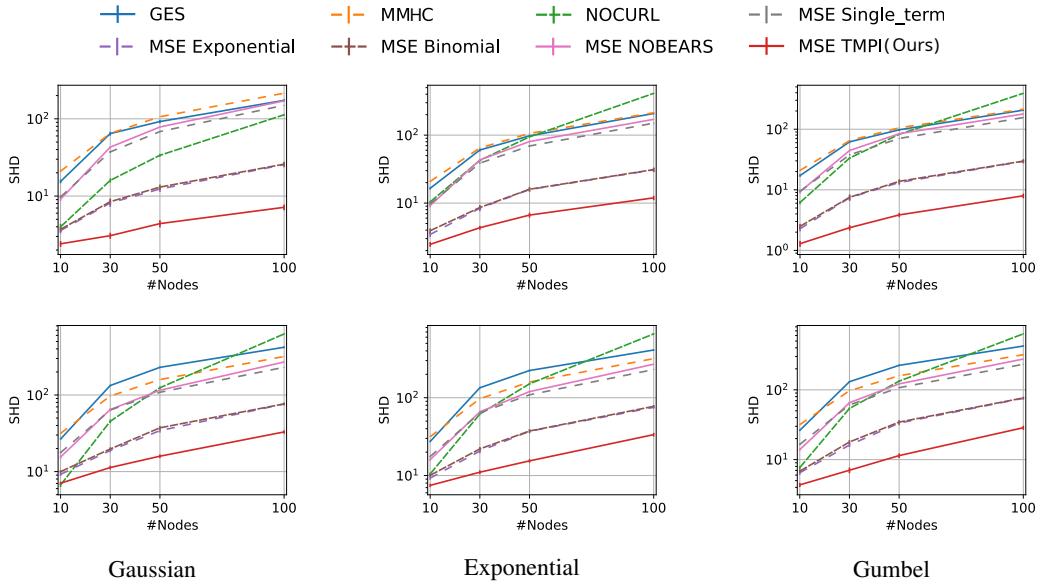 GES MMHC NOCURL MSE Single_term
MSE Exponential MSE Binomial MSE NOBEARS MSE TMPI(Ours)
SHD
10²
10¹
10 30 50 100
#Nodes
SHD
10²
10¹
10 30 50 100
#Nodes
SHD
10²
10¹
10⁰
10 30 50 100
#Nodes
SHD
10²
10¹
10 30 50 100
#Nodes
SHD
10²
10¹
10 30 50 100
#Nodes
SHD
10²
10¹
10 30 50 100
#Nodes
Gaussian Exponential Gumbel